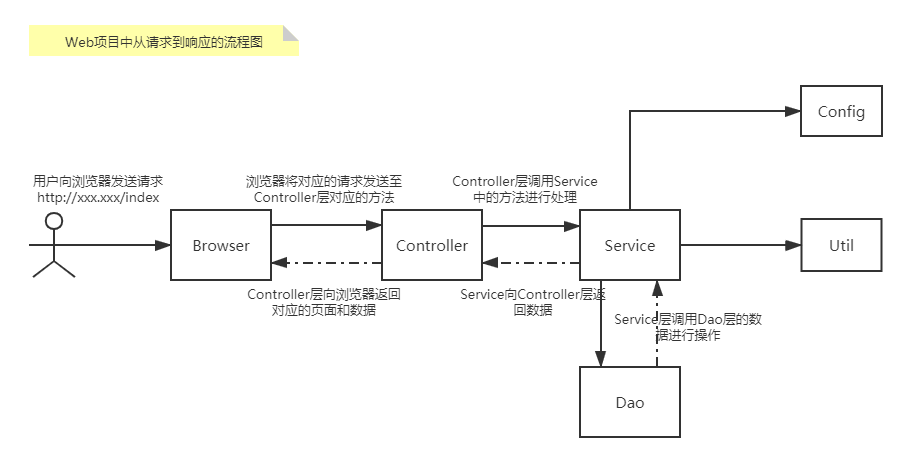 Web项目中从请求到响应的流程图
Config
用户向浏览器发送请求
http://xxx.xxx/index
浏览器将对应的请求发送至
Controller层对应的方法
Controller层调用Service
中的方法进行处理
Browser
Controller
Service
Util
Controller层向浏览器返回
对应的页面和数据
Service向Controller层返
回数据
Service层调用Dao层的数
据进行操作
Dao